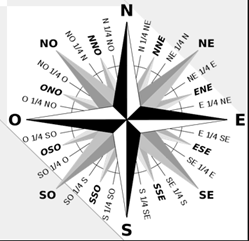 N
N 1/4 NO
N 1/4 NE
NNO
NNE
NO 1/4 N
NE 1/4 N
NO
NE
NO 1/4 O
NE 1/4 E
ONO
ENE
O 1/4 NO
E 1/4 NE
O
E
O 1/4 SO
E 1/4 SE
OSO
ESE
SO 1/4 O
SE 1/4 E
SO
SE
SO 1/4 S
SE 1/4 S
SSO
SSE
S 1/4 SO
S 1/4 SE
S